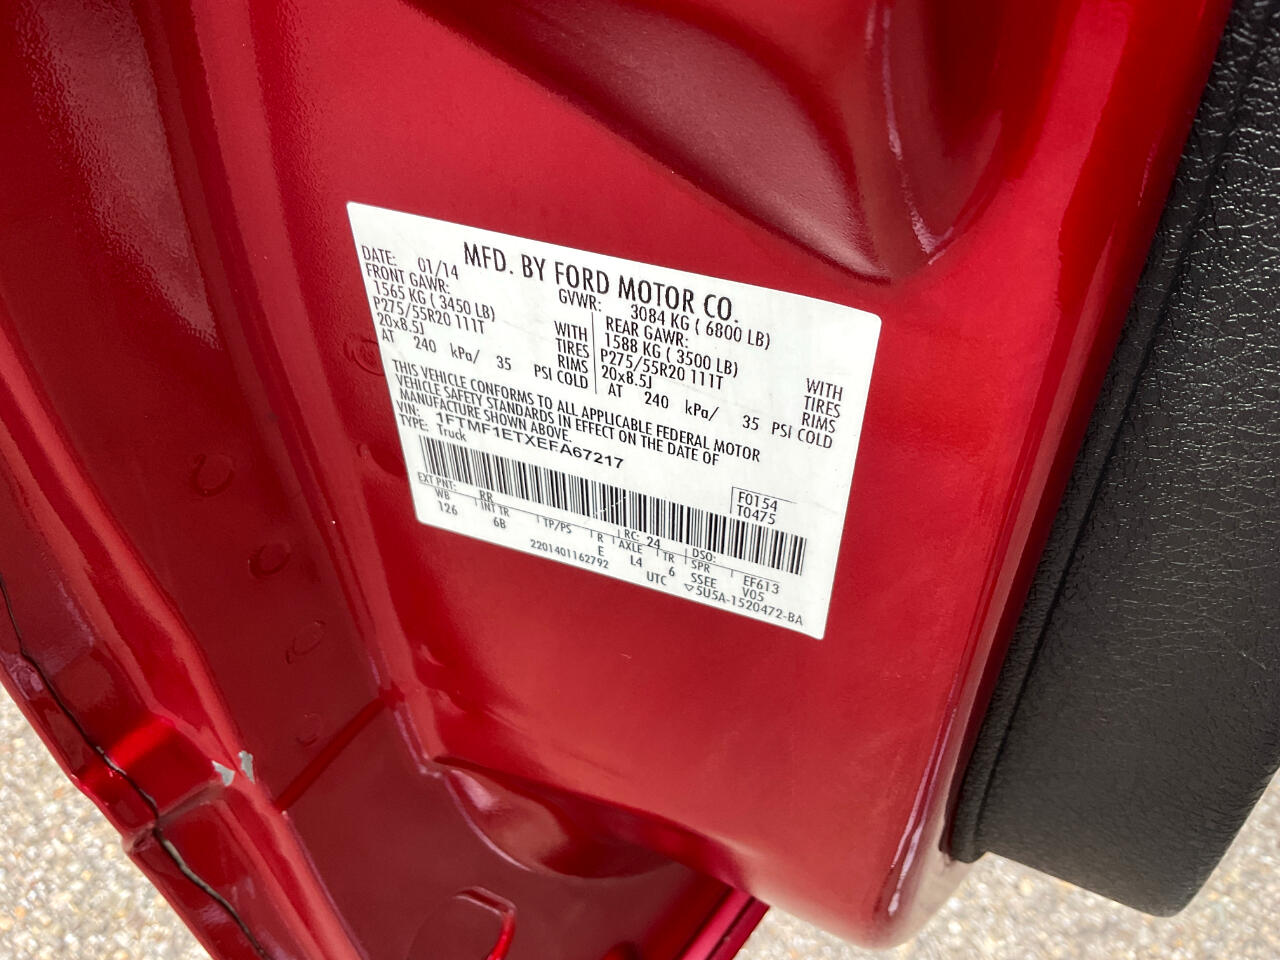 MFD. BY FORD MOTOR CO.
DATE: 01/14 GVWR: 3084 KG ( 6800 LB)
FRONT GAWR: REAR GAWR:
1565 KG ( 3450 LB) WITH 1588 KG ( 3500 LB) WITH
P275/55R20 111T TIRES P275/55R20 111T TIRES
20x8.5J RIMS 20x8.5J RIMS
AT 240 kPa/ 35 PSI COLD AT 240 kPa/ 35 PSI COLD
THIS VEHICLE CONFORMS TO ALL APPLICABLE FEDERAL MOTOR
VEHICLE SAFETY STANDARDS IN EFFECT ON THE DATE OF
MANUFACTURE SHOWN ABOVE.
VIN: 1FTMF1ETXEFA67217
TYPE: Truck
F0154
T0475
EXT PNT: RR RC: 24 DSO:
WB INT TR TP/PS R AXLE TR SPR EF613
126 6B E L4 6 SSEE V05
2201401162792 UTC ▽5U5A-1520472-BA